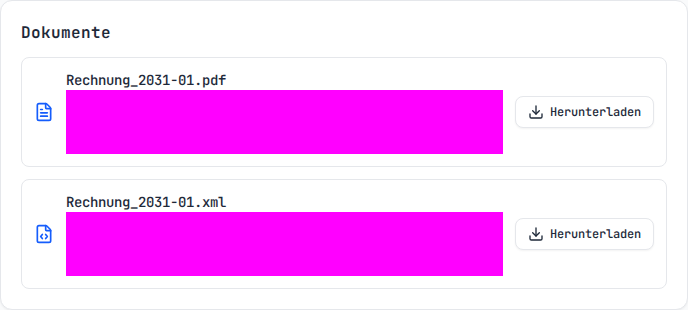 Dokumente
Rechnung_2031-01.pdf
Herunterladen
Rechnung_2031-01.xml
Herunterladen